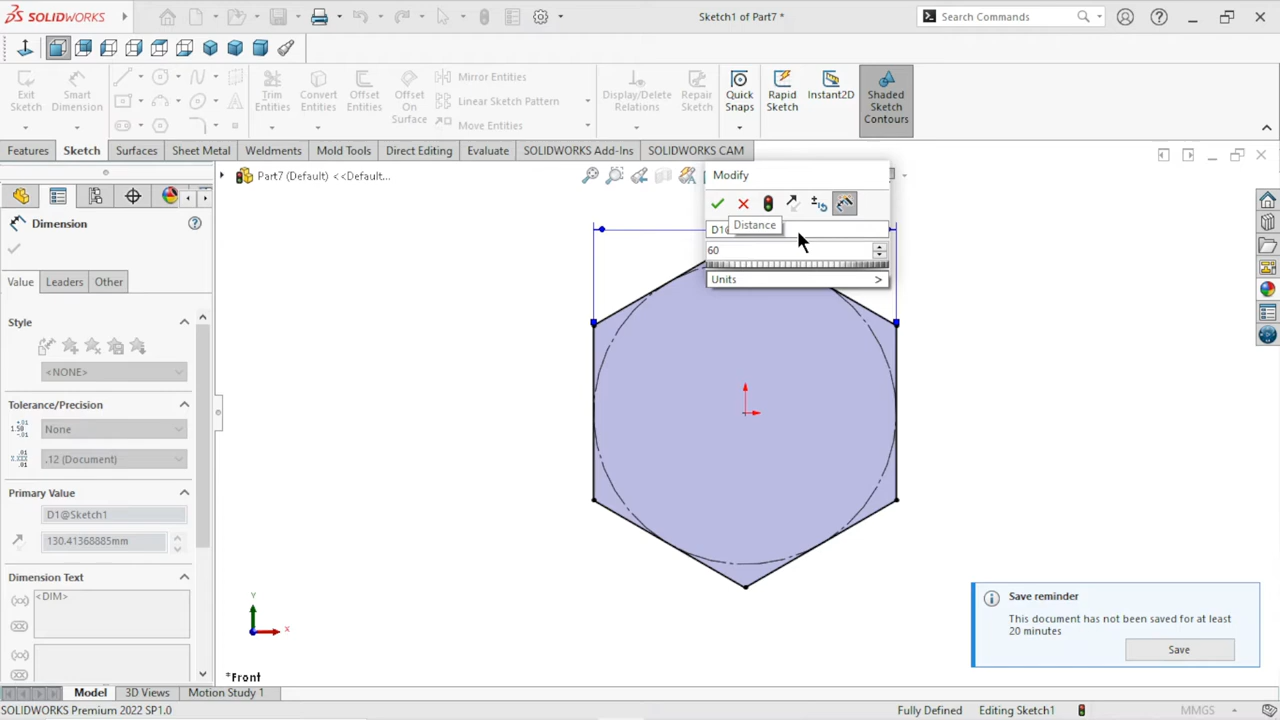 SOLIDWORKS
Sketch1 of Part7 *
Search Commands
Exit Sketch
Smart Dimension
Trim Entities
Convert Entities
Offset Entities
Offset On Surface
Mirror Entities
Linear Sketch Pattern
Move Entities
Display/Delete Relations
Repair Sketch
Quick Snaps
Rapid Sketch
Instant2D
Shaded Sketch Contours
Features
Sketch
Surfaces
Sheet Metal
Weldments
Mold Tools
Direct Editing
Evaluate
SOLIDWORKS Add-Ins
SOLIDWORKS CAM
Part7 (Default) <<Default...
Modify
Distance
60
Units
Dimension
Value
Leaders
Other
Style
<NONE>
Tolerance/Precision
None
.12 (Document)
Primary Value
D1@Sketch1
130.41368885mm
Dimension Text
<DIM>
Y
X
*Front
Save reminder
This document has not been saved for at least
20 minutes
Save
Model
3D Views
Motion Study 1
SOLIDWORKS Premium 2022 SP1.0
Fully Defined
Editing Sketch1
MMGS